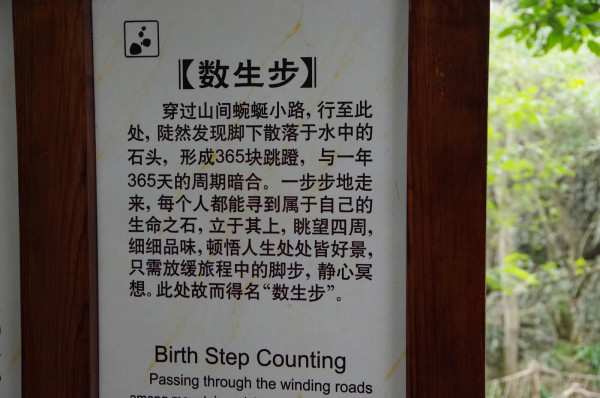 【数生步】
穿过山间蜿蜒小路，行至此
处，陡然发现脚下散落于水中的
石头，形成365块跳蹬，与一年
365天的周期暗合。一步步地走
来，每个人都能寻到属于自己的
生命之石，立于其上，眺望四周，
细细品味，顿悟人生处处皆好景，
只需放缓旅程中的脚步，静心冥
想。此处故而得名“数生步”。
Birth Step Counting
Passing through the winding roads